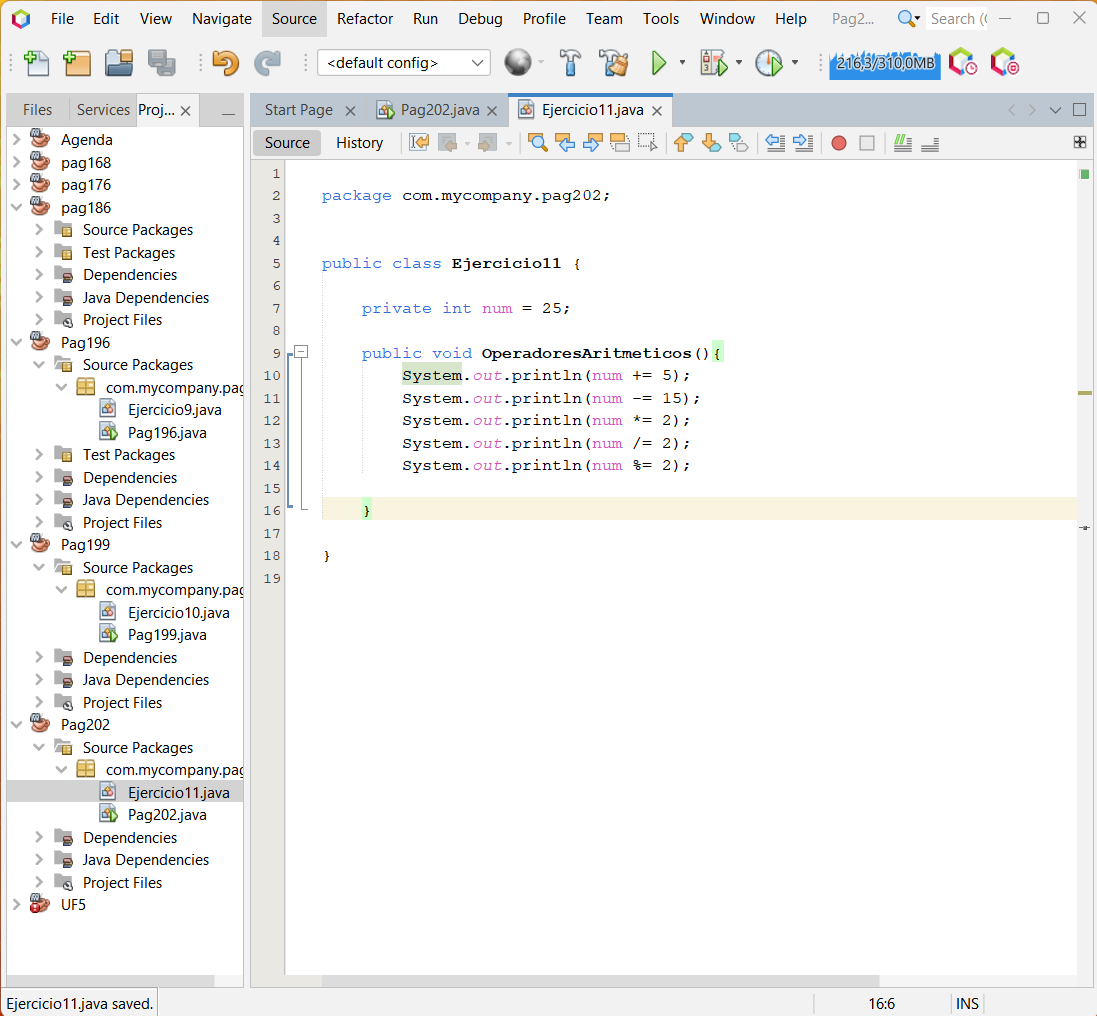 File Edit View Navigate Source Refactor Run Debug Profile Team Tools Window Help Pag2... Search (
<default config> 216,3/310,0MB
Files Services Proj... Start Page Pag202.java Ejercicio11.java
Source History
Agenda
pag168
pag176
pag186
Source Packages
Test Packages
Dependencies
Java Dependencies
Project Files
Pag196
Source Packages
com.mycompany.pag
Ejercicio9.java
Pag196.java
Test Packages
Dependencies
Java Dependencies
Project Files
Pag199
Source Packages
com.mycompany.pag
Ejercicio10.java
Pag199.java
Dependencies
Java Dependencies
Project Files
Pag202
Source Packages
com.mycompany.pag
Ejercicio11.java
Pag202.java
Dependencies
Java Dependencies
Project Files
UF5
1
2 package com.mycompany.pag202;
3
4
5 public class Ejercicio11 {
6
7 private int num = 25;
8
9 public void OperadoresAritmeticos(){
10 System.out.println(num += 5);
11 System.out.println(num -= 15);
12 System.out.println(num *= 2);
13 System.out.println(num /= 2);
14 System.out.println(num %= 2);
15
16 }
17
18 }
19
Ejercicio11.java saved. 16:6 INS